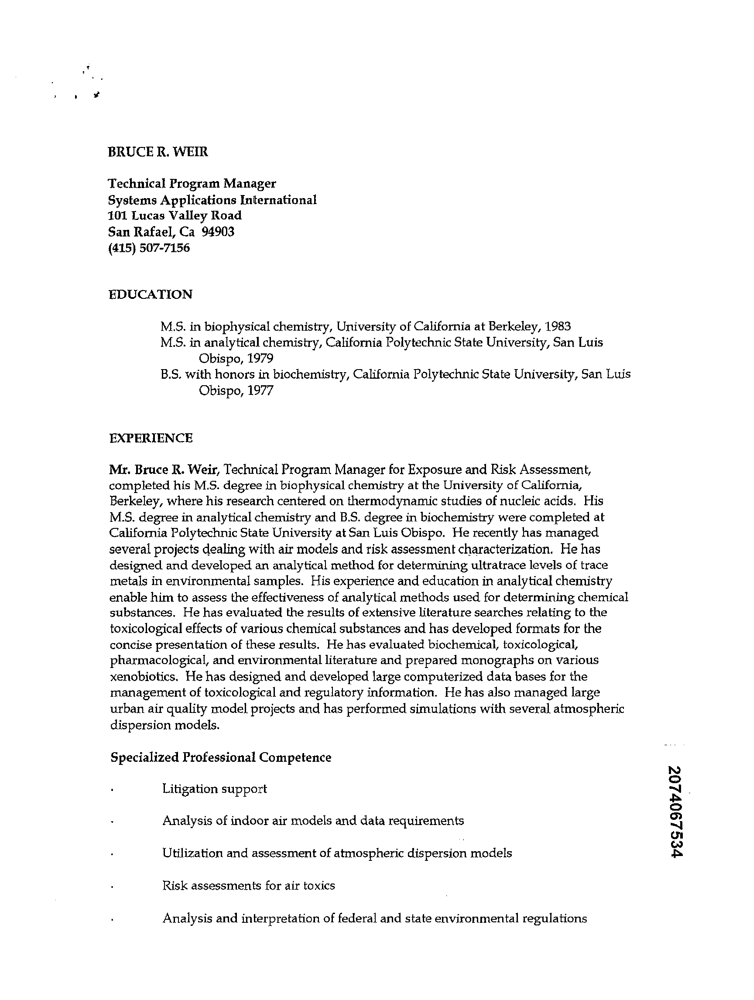 BRUCE R. WEIR
Technical Program Manager
Systems Applications International
101 Lucas Valley Road
San Rafael, Ca 94903
(415) 507-7156
EDUCATION
M.S. in biophysical chemistry, University of California at Berkeley, 1983
M.S. in analytical chemistry, California Polytechnic State University, San Luis
Obispo, 1979
B.S. with honors in biochemistry, California Polytechnic State University, San Luis
Obispo, 1977
EXPERIENCE
Mr. Bruce R. Weir, Technical Program Manager for Exposure and Risk Assessment,
completed his M.S. degree in biophysical chemistry at the University of California,
Berkeley, where his research centered on thermodynamic studies of nucleic acids. His
M.S. degree in analytical chemistry and B.S. degree in biochemistry were completed at
California Polytechnic State University at San Luis Obispo. He recently has managed
several projects dealing with air models and risk assessment characterization. He has
designed and developed an analytical method for determining ultratrace levels of trace
metals in environmental samples. His experience and education in analytical chemistry
enable him to assess the effectiveness of analytical methods used for determining chemical
substances. He has evaluated the results of extensive literature searches relating to the
toxicological effects of various chemical substances and has developed formats for the
concise presentation of these results. He has evaluated biochemical, toxicological,
pharmacological, and environmental literature and prepared monographs on various
xenobiotics. He has designed and developed large computerized data bases for the
management of toxicological and regulatory information. He has also managed large
urban air quality model projects and has performed simulations with several atmospheric
dispersion models.
Specialized Professional Competence
· Litigation support
· Analysis of indoor air models and data requirements
· Utilization and assessment of atmospheric dispersion models
· Risk assessments for air toxics
· Analysis and interpretation of federal and state environmental regulations
2074067534